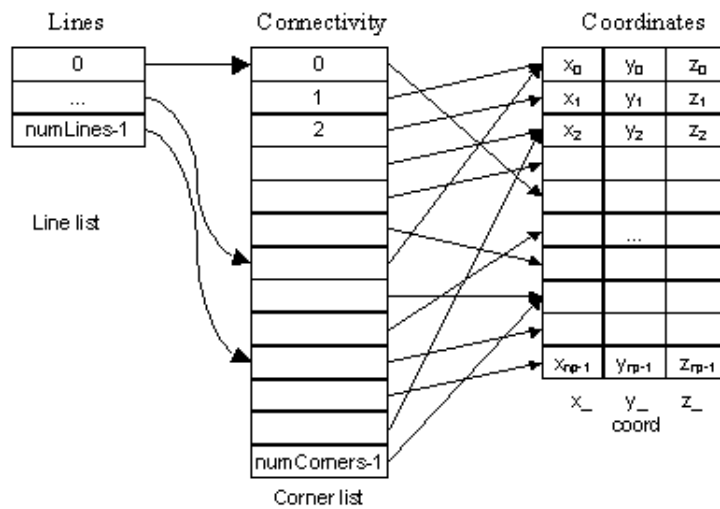 Lines Connectivity Coordinates
0 0 x₀ y₀ z₀
... 1 x₁ y₁ z₁
numLines-1 2 x₂ y₂ z₂
Line list
...
xnp-1 ynp-1 znp-1
x_ y_ z_
coord
numCorners-1
Corner list